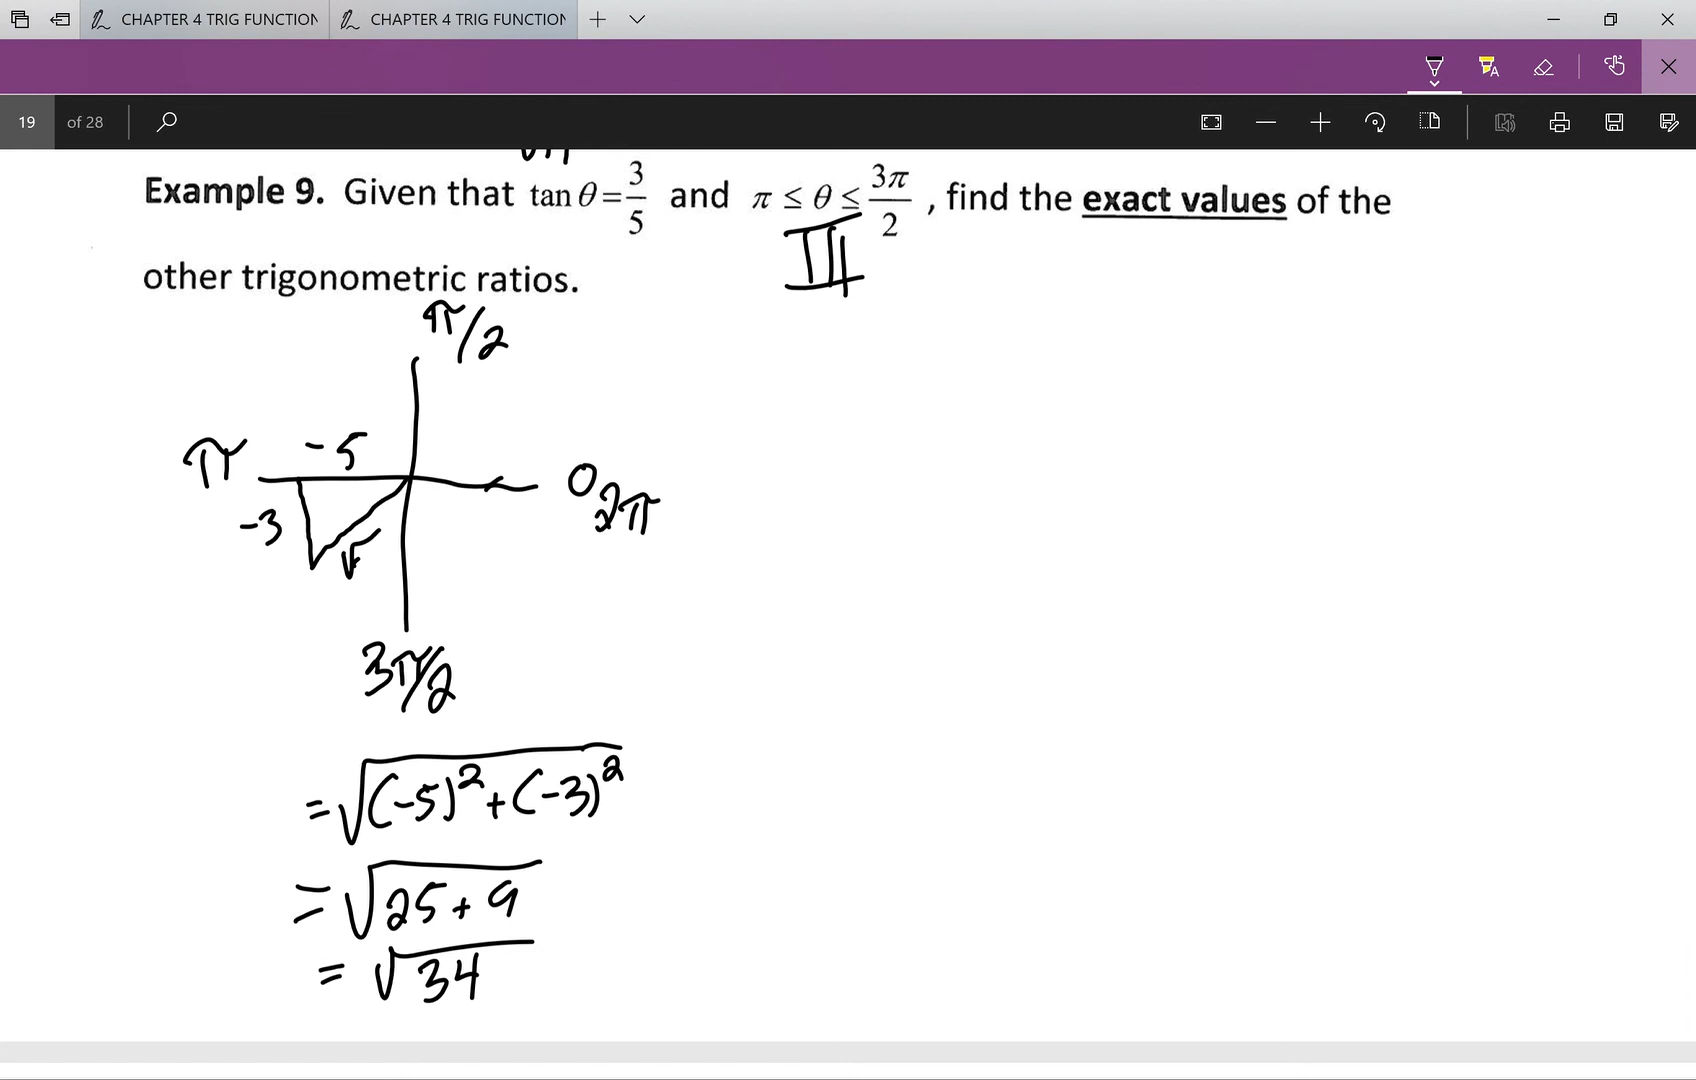 CHAPTER 4 TRIG FUNCTION CHAPTER 4 TRIG FUNCTION
19 of 28
Example 9. Given that tan θ = 3/5 and π ≤ θ ≤ 3π/2 , find the exact values of the
III
other trigonometric ratios.
π/2
π -5 0 2π
-3 √
3π/2
= √((-5)² + (-3)²)
= √(25 + 9)
= √34